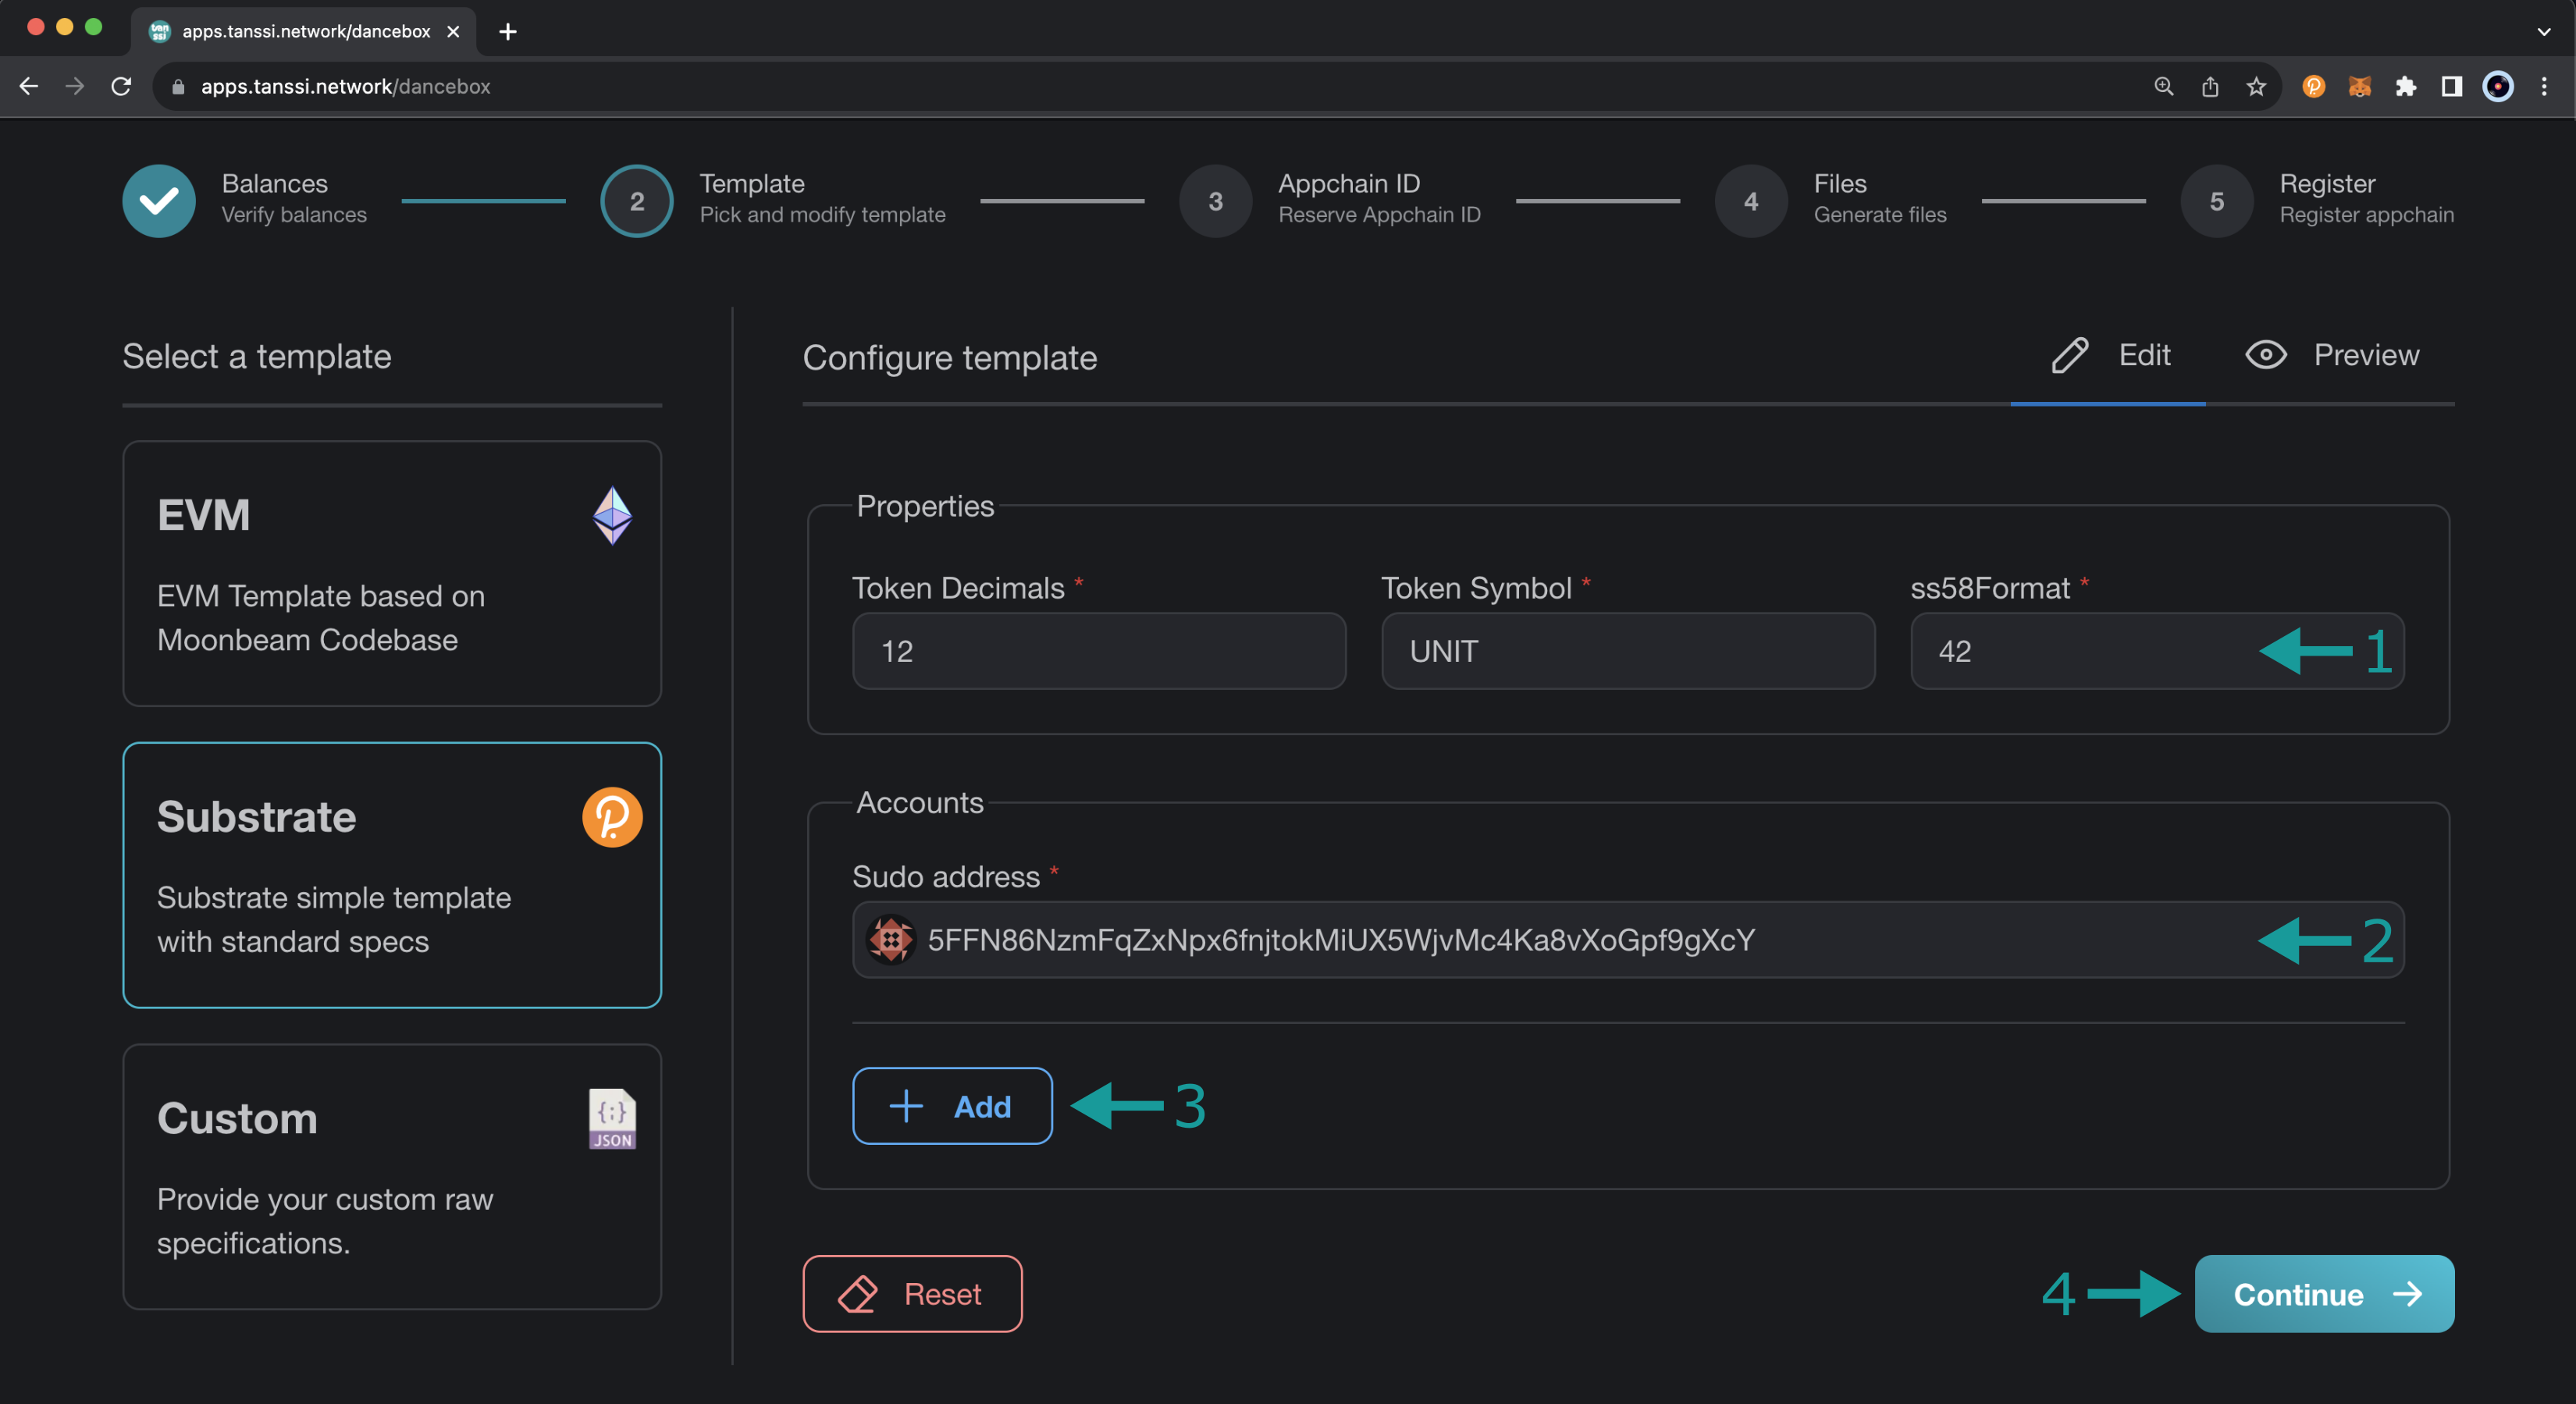 apps.tanssi.network/dancebox
apps.tanssi.network/dancebox
Balances
Verify balances
2
Template
Pick and modify template
3
Appchain ID
Reserve Appchain ID
4
Files
Generate files
5
Register
Register appchain
Select a template
EVM
EVM Template based on
Moonbeam Codebase
Substrate
Substrate simple template
with standard specs
Custom
{;}
JSON
Provide your custom raw
specifications.
Configure template
Edit
Preview
Properties
Token Decimals *
Token Symbol *
ss58Format *
12
UNIT
42
1
Accounts
Sudo address *
5FFN86NzmFqZxNpx6fnjtokMiUX5WjvMc4Ka8vXoGpf9gXcY
2
Add
3
Reset
4
Continue